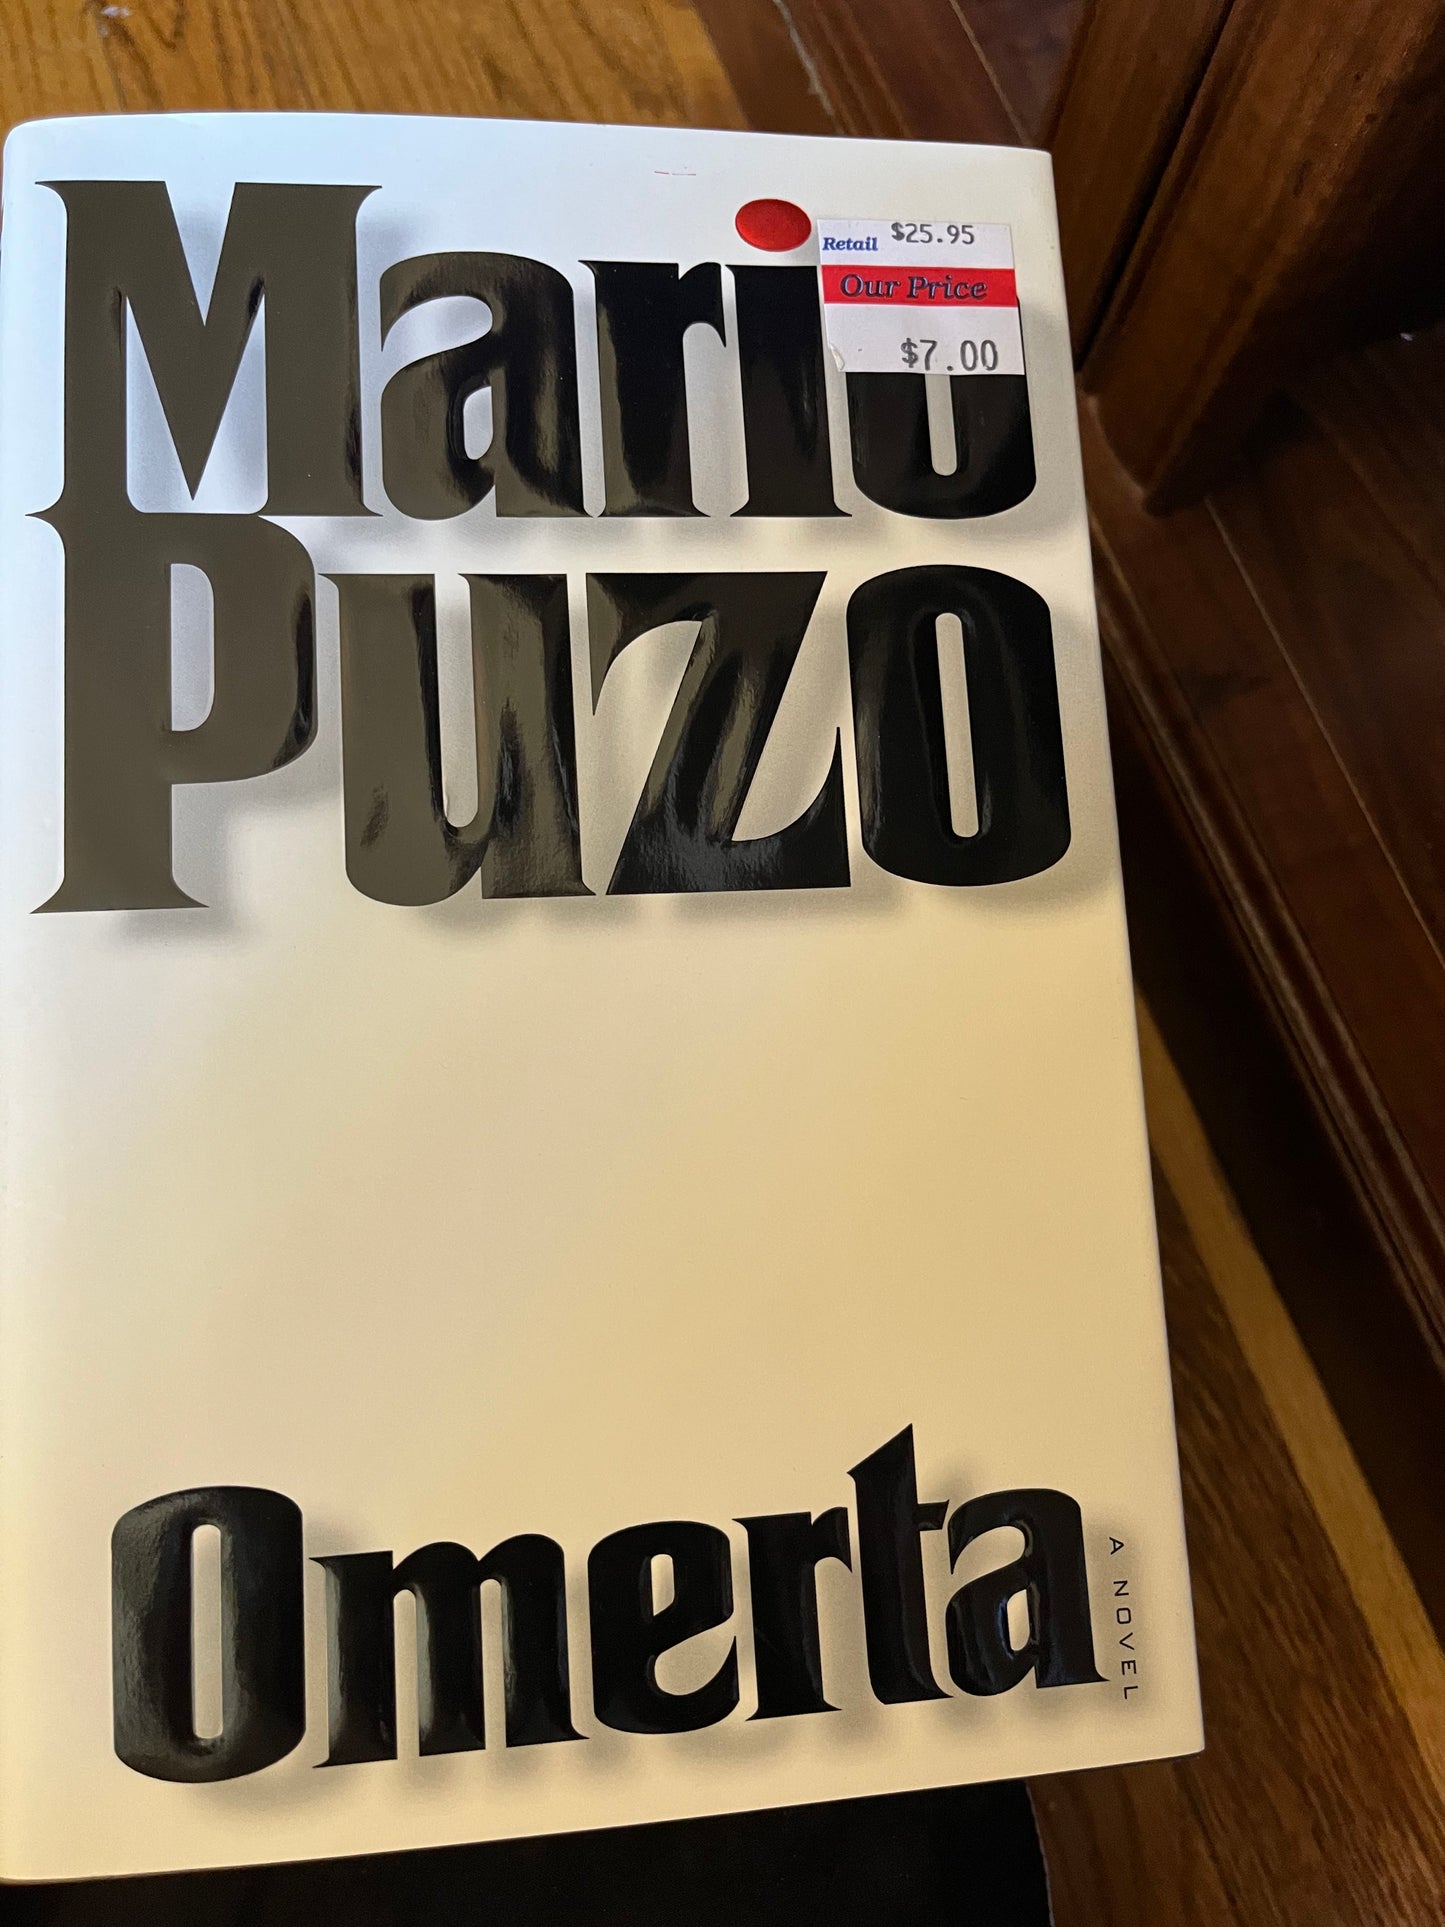 Mario
Retail $25.95
Our Price
$7.00
Puzo
Omerta
A NOVEL